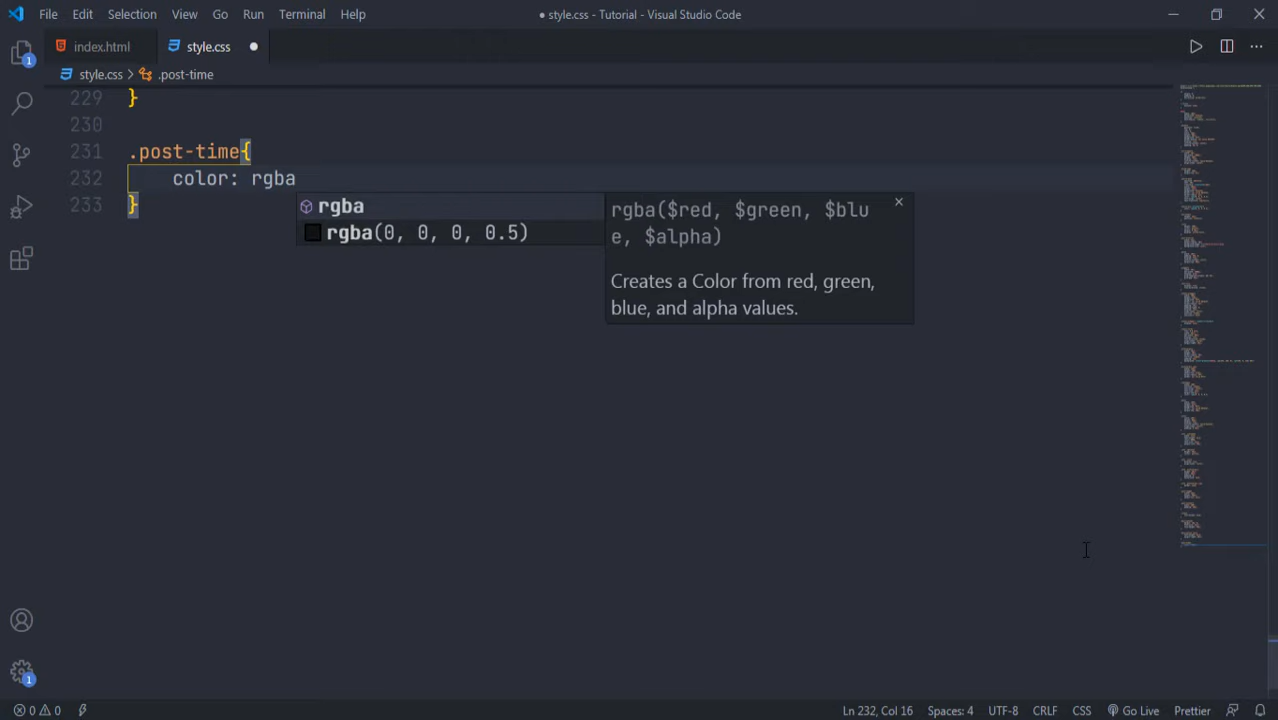 File Edit Selection View Go Run Terminal Help ● style.css - Tutorial - Visual Studio Code
1 index.html style.css
style.css > .post-time
229 }
230
231 .post-time{
232 color: rgba
233 }
rgba
rgba(0, 0, 0, 0.5)
rgba($red, $green, $blu
e, $alpha)
Creates a Color from red, green,
blue, and alpha values.
1
0 0 Ln 232, Col 16 Spaces: 4 UTF-8 CRLF CSS Go Live Prettier